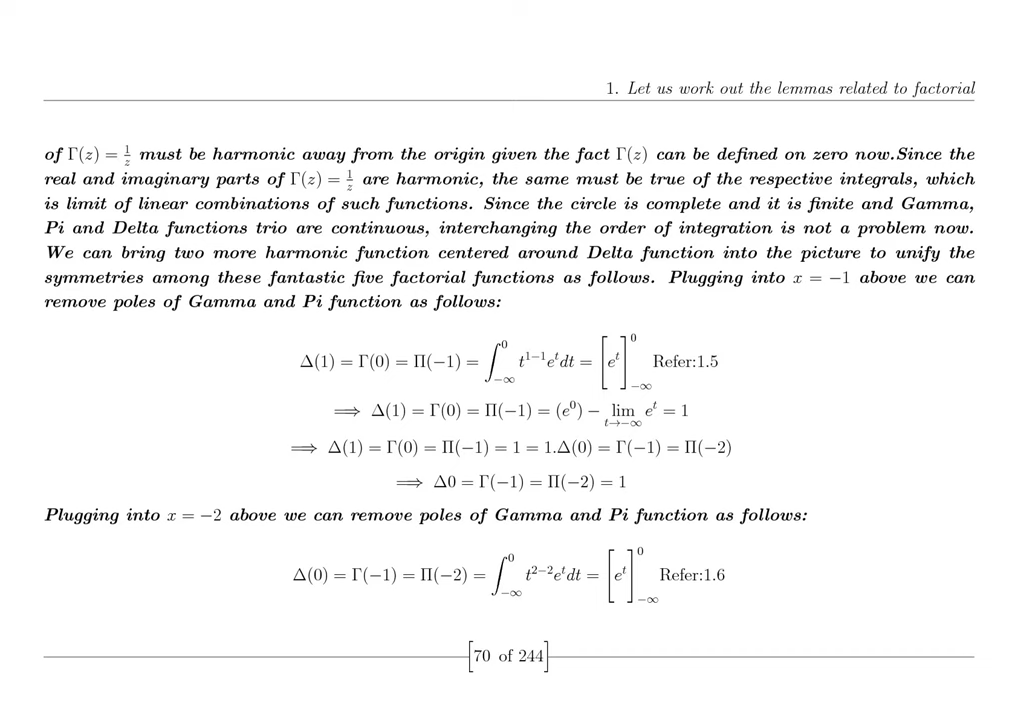 1. Let us work out the lemmas related to factorial
of Γ(z) = 1/z must be harmonic away from the origin given the fact Γ(z) can be defined on zero now.Since the
real and imaginary parts of Γ(z) = 1/z are harmonic, the same must be true of the respective integrals, which
is limit of linear combinations of such functions. Since the circle is complete and it is finite and Gamma,
Pi and Delta functions trio are continuous, interchanging the order of integration is not a problem now.
We can bring two more harmonic function centered around Delta function into the picture to unify the
symmetries among these fantastic five factorial functions as follows. Plugging into x = −1 above we can
remove poles of Gamma and Pi function as follows:
Δ(1) = Γ(0) = Π(−1) = ∫_{−∞}^{0} t^{1−1}e^t dt = [e^t]_{−∞}^{0} Refer:1.5
⟹ Δ(1) = Γ(0) = Π(−1) = (e^0) − lim_{t→−∞} e^t = 1
⟹ Δ(1) = Γ(0) = Π(−1) = 1 = 1.Δ(0) = Γ(−1) = Π(−2)
⟹ Δ0 = Γ(−1) = Π(−2) = 1
Plugging into x = −2 above we can remove poles of Gamma and Pi function as follows:
Δ(0) = Γ(−1) = Π(−2) = ∫_{−∞}^{0} t^{2−2}e^t dt = [e^t]_{−∞}^{0} Refer:1.6
[70 of 244]